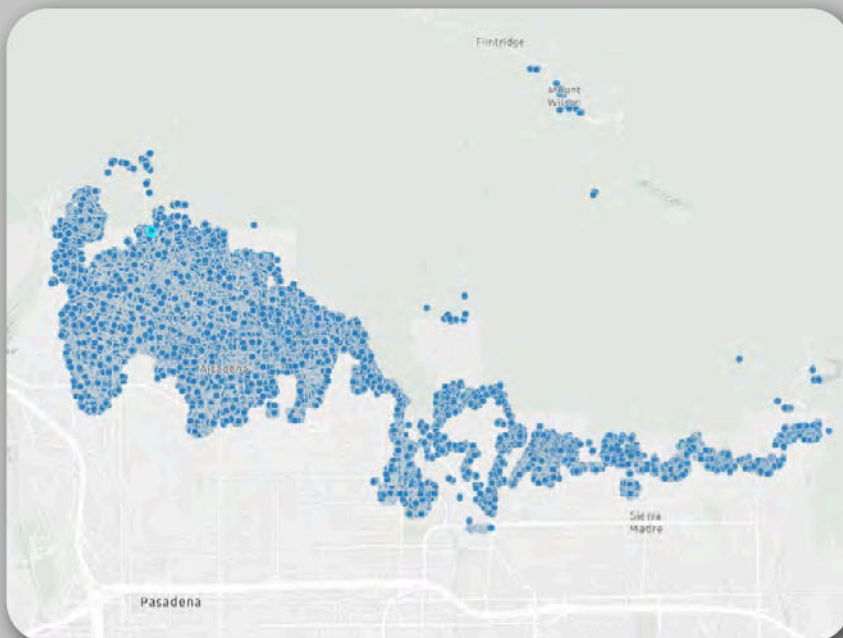 Flintridge
Mount
Wilson
Altadena
Sierra
Madre
Pasadena